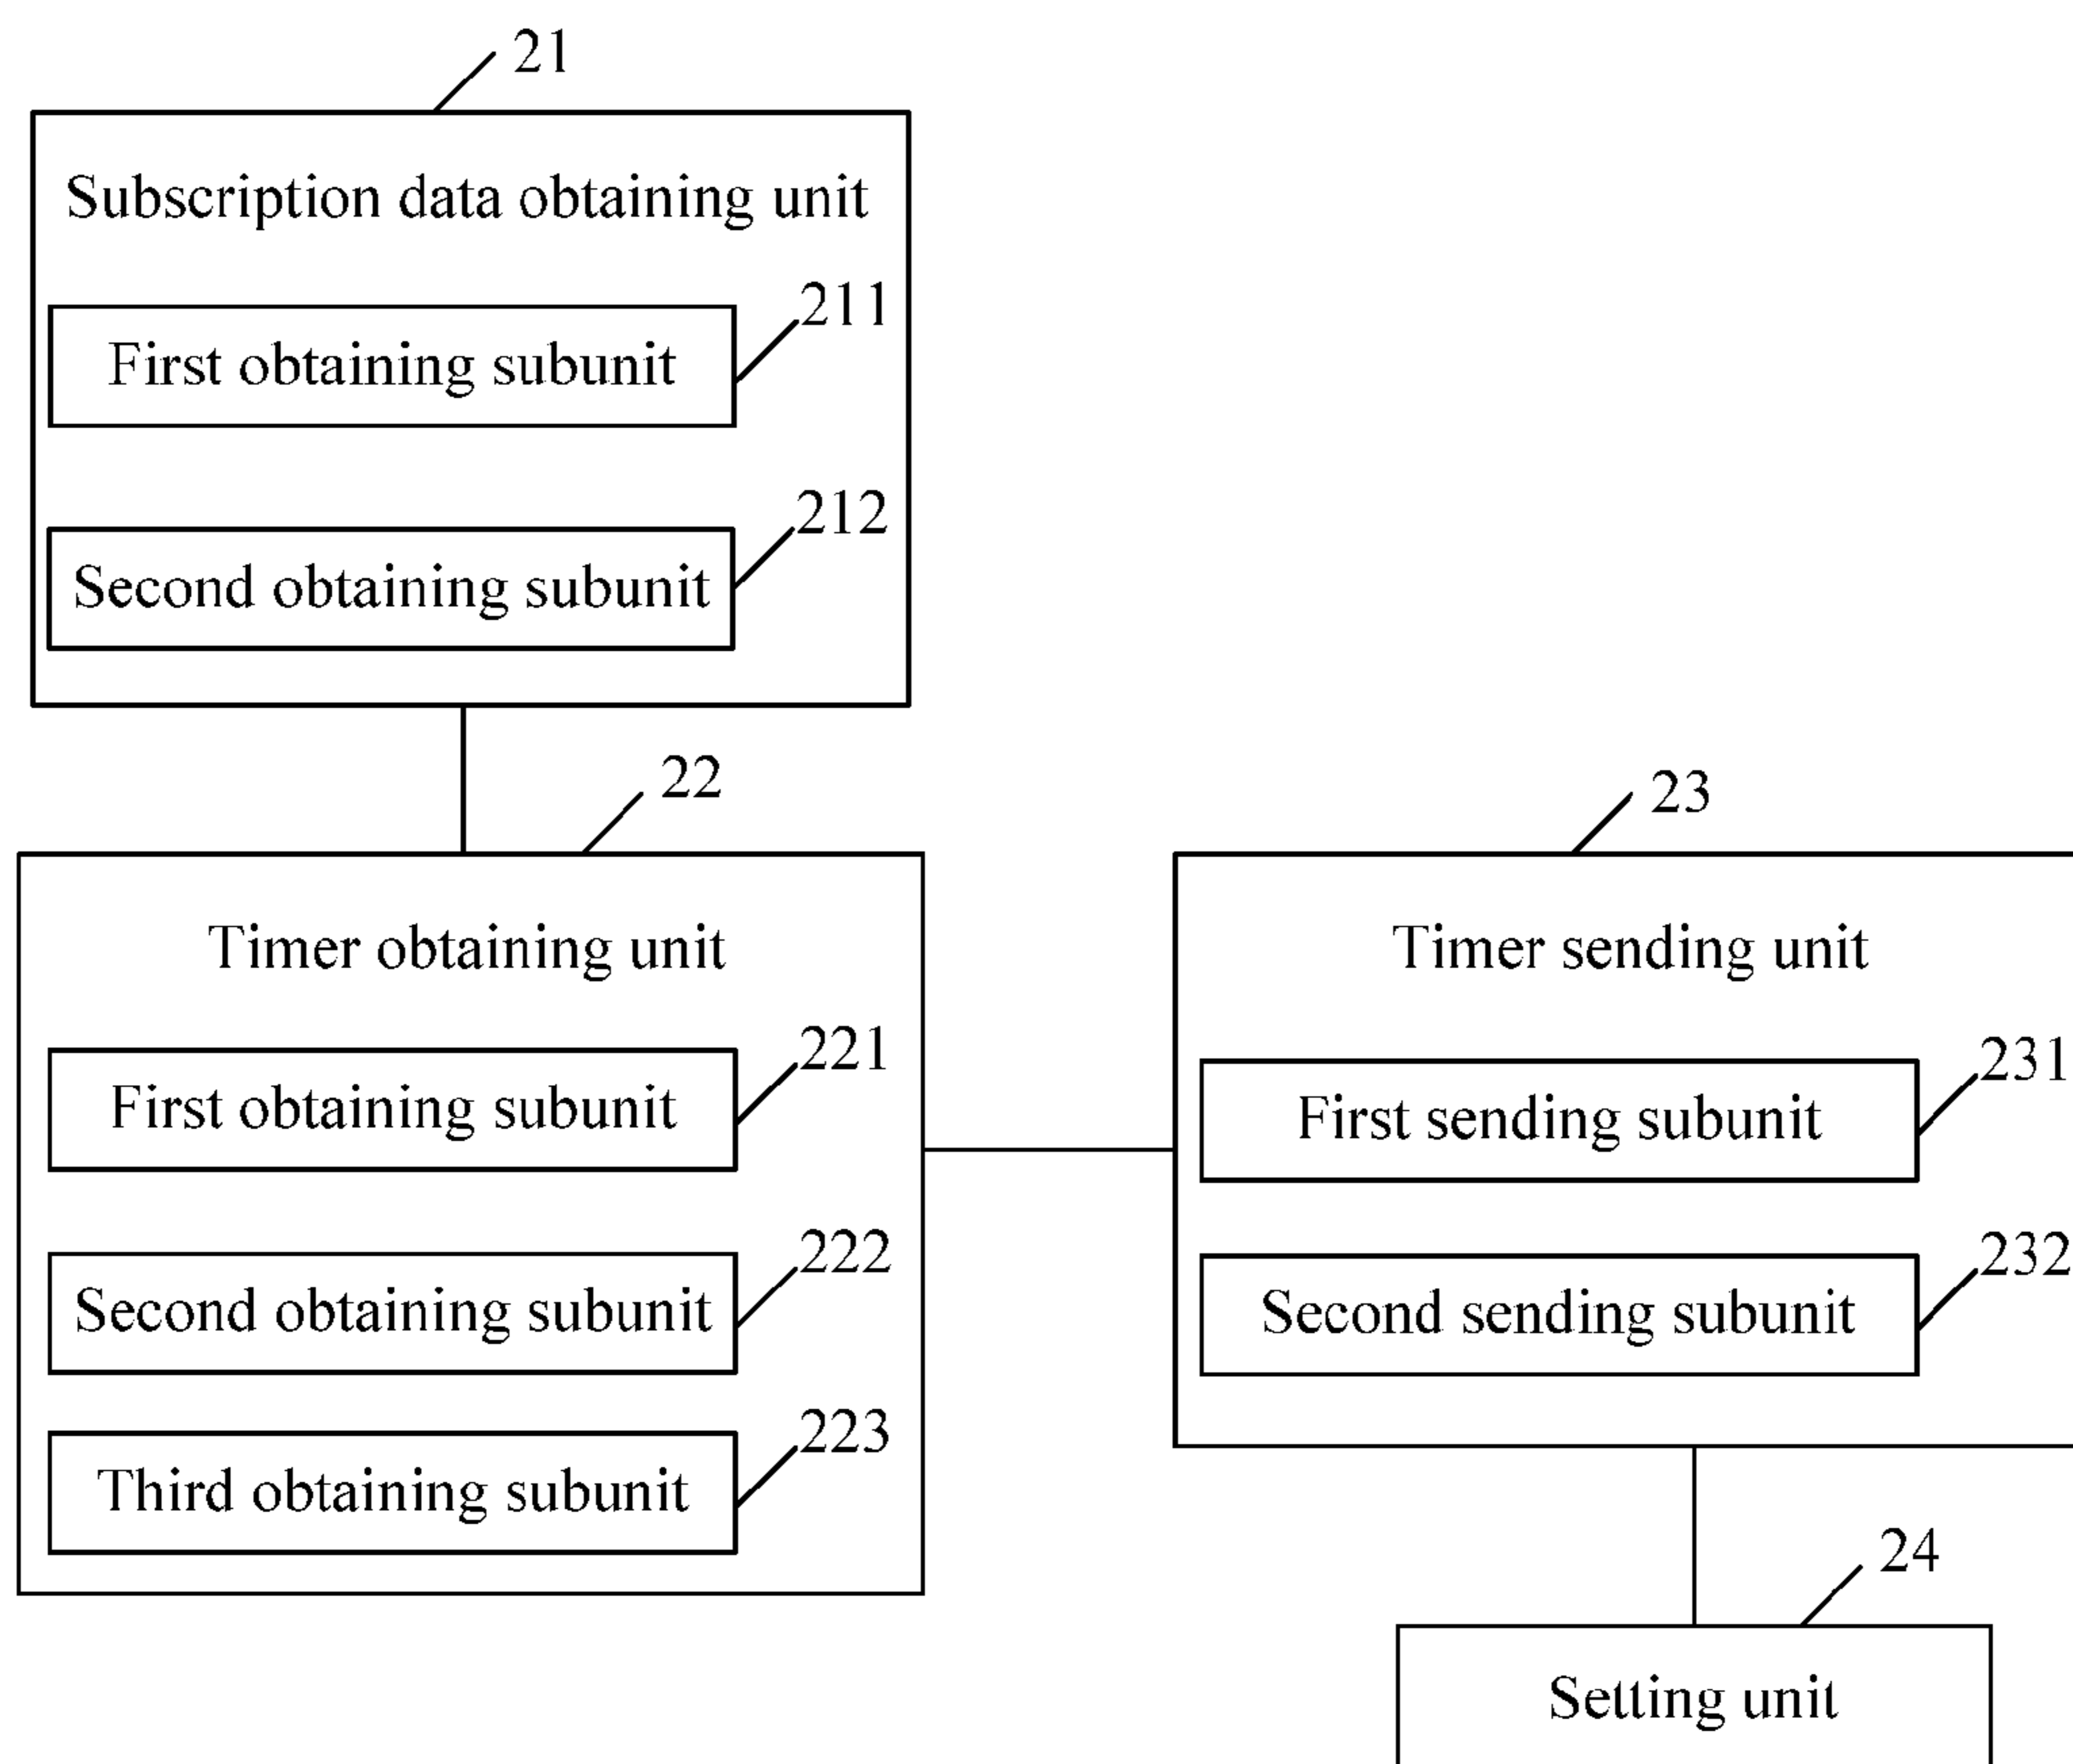 21
Subscription data obtaining unit
211
First obtaining subunit
212
Second obtaining subunit
22
Timer obtaining unit
221
First obtaining subunit
222
Second obtaining subunit
223
Third obtaining subunit
23
Timer sending unit
231
First sending subunit
232
Second sending subunit
24
Setting unit